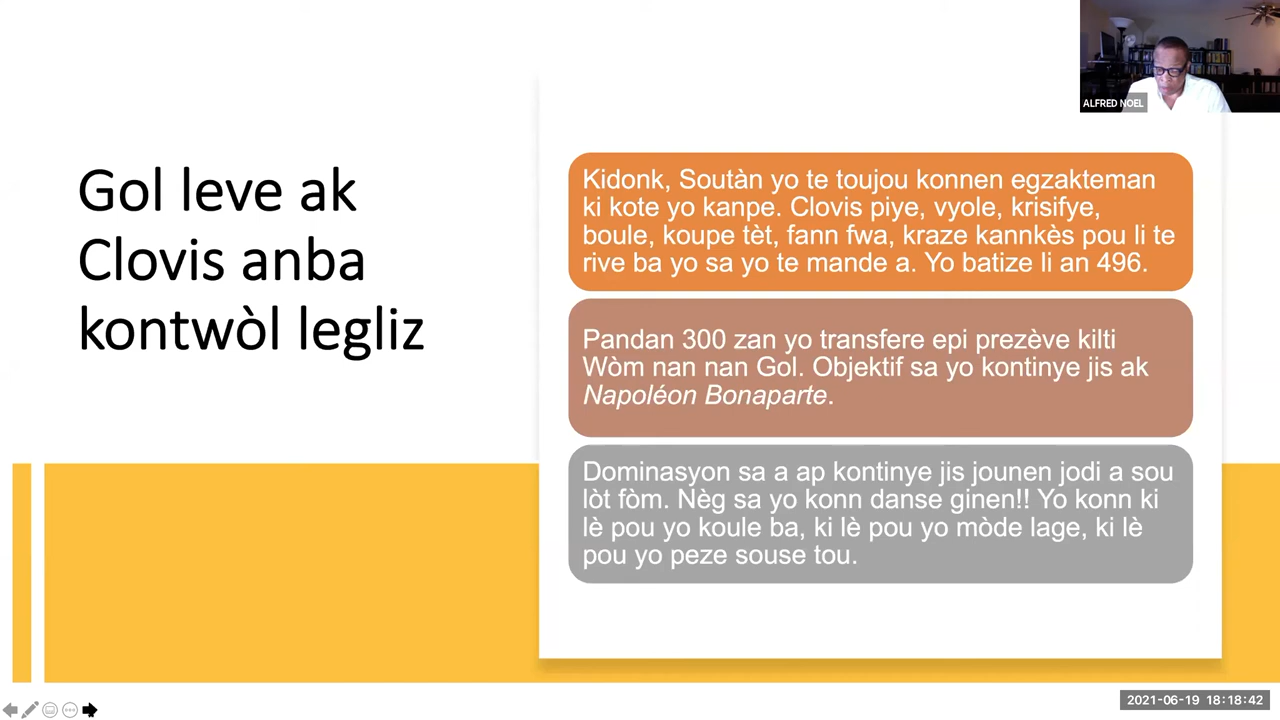 Gol leve ak
Clovis anba
kontwòl legliz
ALFRED NOEL
Kidonk, Soutàn yo te toujou konnen egzakteman
ki kote yo kanpe. Clovis piye, vyole, krisifye,
boule, koupe tèt, fann fwa, kraze kannkès pou li te
rive ba yo sa yo te mande a. Yo batize li an 496.
Pandan 300 zan yo transfere epi prezève kilti
Wòm nan nan Gol. Objektif sa yo kontinye jis ak
Napoléon Bonaparte.
Dominasyon sa a ap kontinye jis jounen jodi a sou
lòt fòm. Nèg sa yo konn danse ginen!! Yo konn ki
lè pou yo koule ba, ki lè pou yo mòde lage, ki lè
pou yo peze souse tou.
2021-06-19 18:18:42